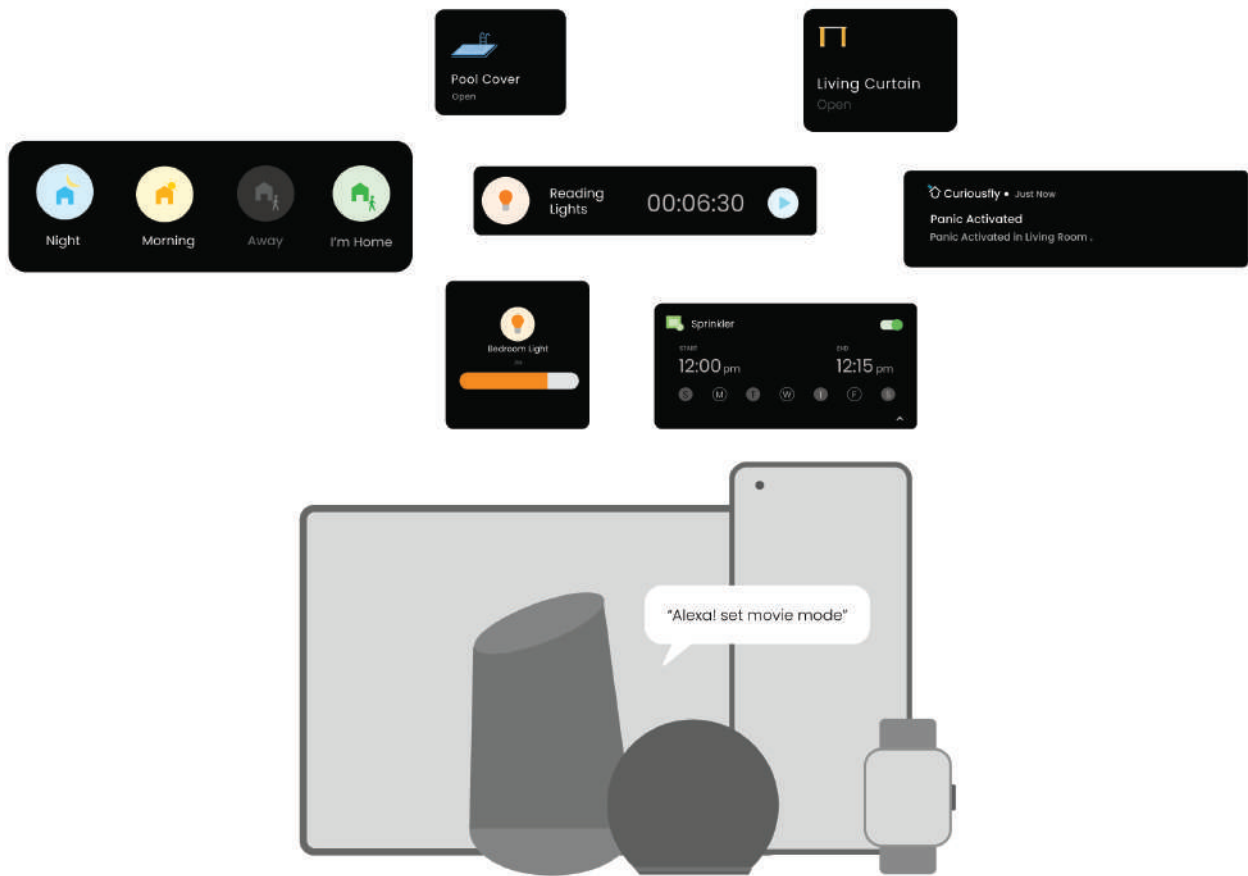 Pool Cover
Open
Living Curtain
Open
Night
Morning
Away
I'm Home
Reading
Lights
00:06:30
Curiousfly • Just Now
Panic Activated
Panic Activated in Living Room .
Bedroom Light
Sprinkler
START
END
12:00 pm
12:15 pm
S M T W T F S
"Alexa! set movie mode"